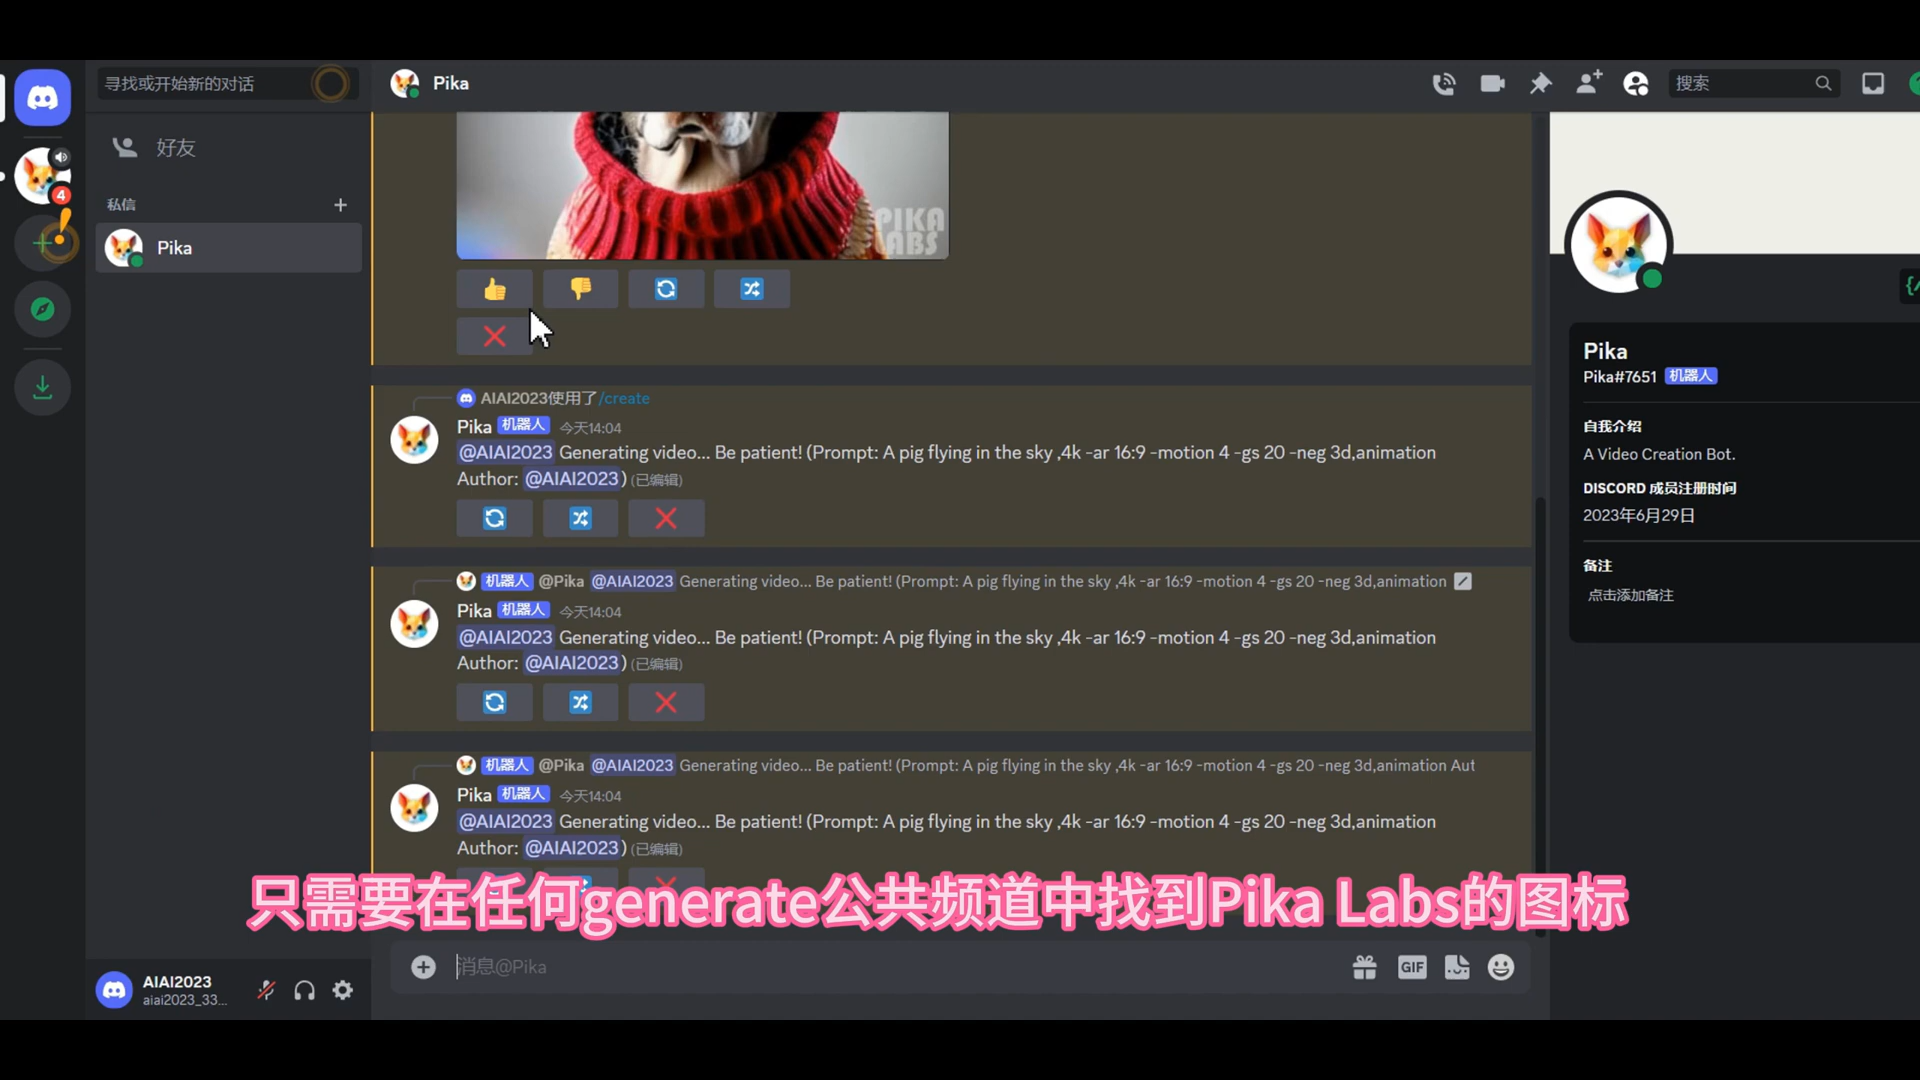 寻找或开始新的对话
Pika
搜索
4
好友
私信
Pika
PIKA
LABS
AIAI2023使用了/create
Pika 机器人 今天14:04
@AIAI2023 Generating video... Be patient! (Prompt: A pig flying in the sky ,4k -ar 16:9 -motion 4 -gs 20 -neg 3d,animation
Author: @AIAI2023) (已编辑)
机器人 @Pika @AIAI2023 Generating video... Be patient! (Prompt: A pig flying in the sky ,4k -ar 16:9 -motion 4 -gs 20 -neg 3d,animation
Pika 机器人 今天14:04
@AIAI2023 Generating video... Be patient! (Prompt: A pig flying in the sky ,4k -ar 16:9 -motion 4 -gs 20 -neg 3d,animation
Author: @AIAI2023) (已编辑)
机器人 @Pika @AIAI2023 Generating video... Be patient! (Prompt: A pig flying in the sky ,4k -ar 16:9 -motion 4 -gs 20 -neg 3d,animation Aut
Pika 机器人 今天14:04
@AIAI2023 Generating video... Be patient! (Prompt: A pig flying in the sky ,4k -ar 16:9 -motion 4 -gs 20 -neg 3d,animation
Author: @AIAI2023) (已编辑)
只需要在任何generate公共频道中找到Pika Labs的图标
消息@Pika
GIF
AIAI2023
aiai2023_33...
Pika
Pika#7651 机器人
自我介绍
A Video Creation Bot.
DISCORD 成员注册时间
2023年6月29日
备注
点击添加备注